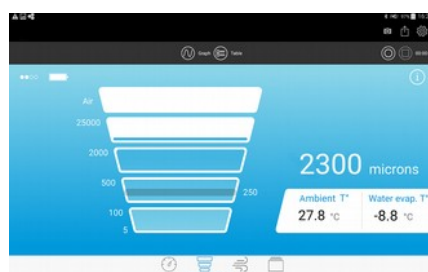 Graph Table
Air
25000
2000
500
250
100
5
2300 microns
Ambient T° Water evap. T°
27.8 °C -8.8 °C